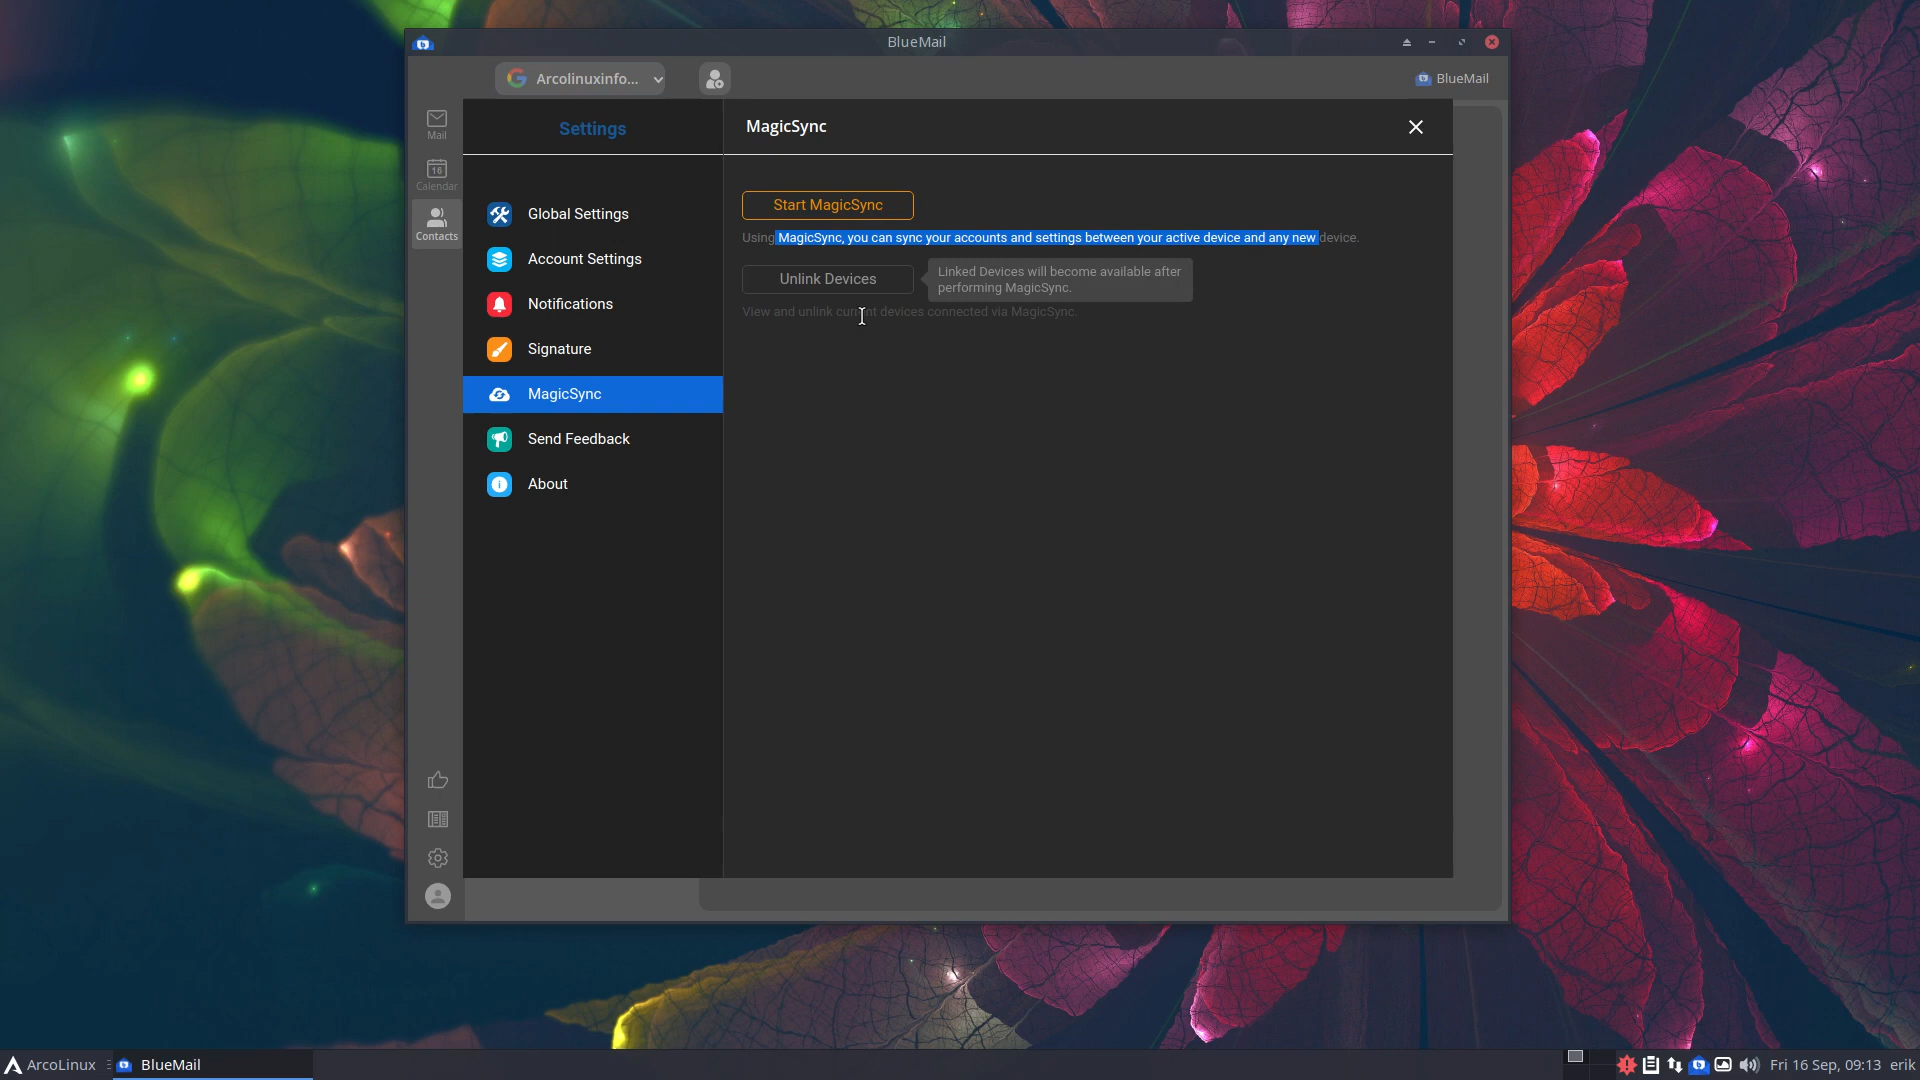 BlueMail
Arcolinuxinfo...
BlueMail
Mail
16
Calendar
Contacts
Settings
Global Settings
Account Settings
Notifications
Signature
MagicSync
Send Feedback
About
MagicSync
Start MagicSync
Using MagicSync, you can sync your accounts and settings between your active device and any new device.
Unlink Devices
Linked Devices will become available after
performing MagicSync.
View and unlink current devices connected via MagicSync.
ArcoLinux
BlueMail
Fri 16 Sep, 09:13 erik